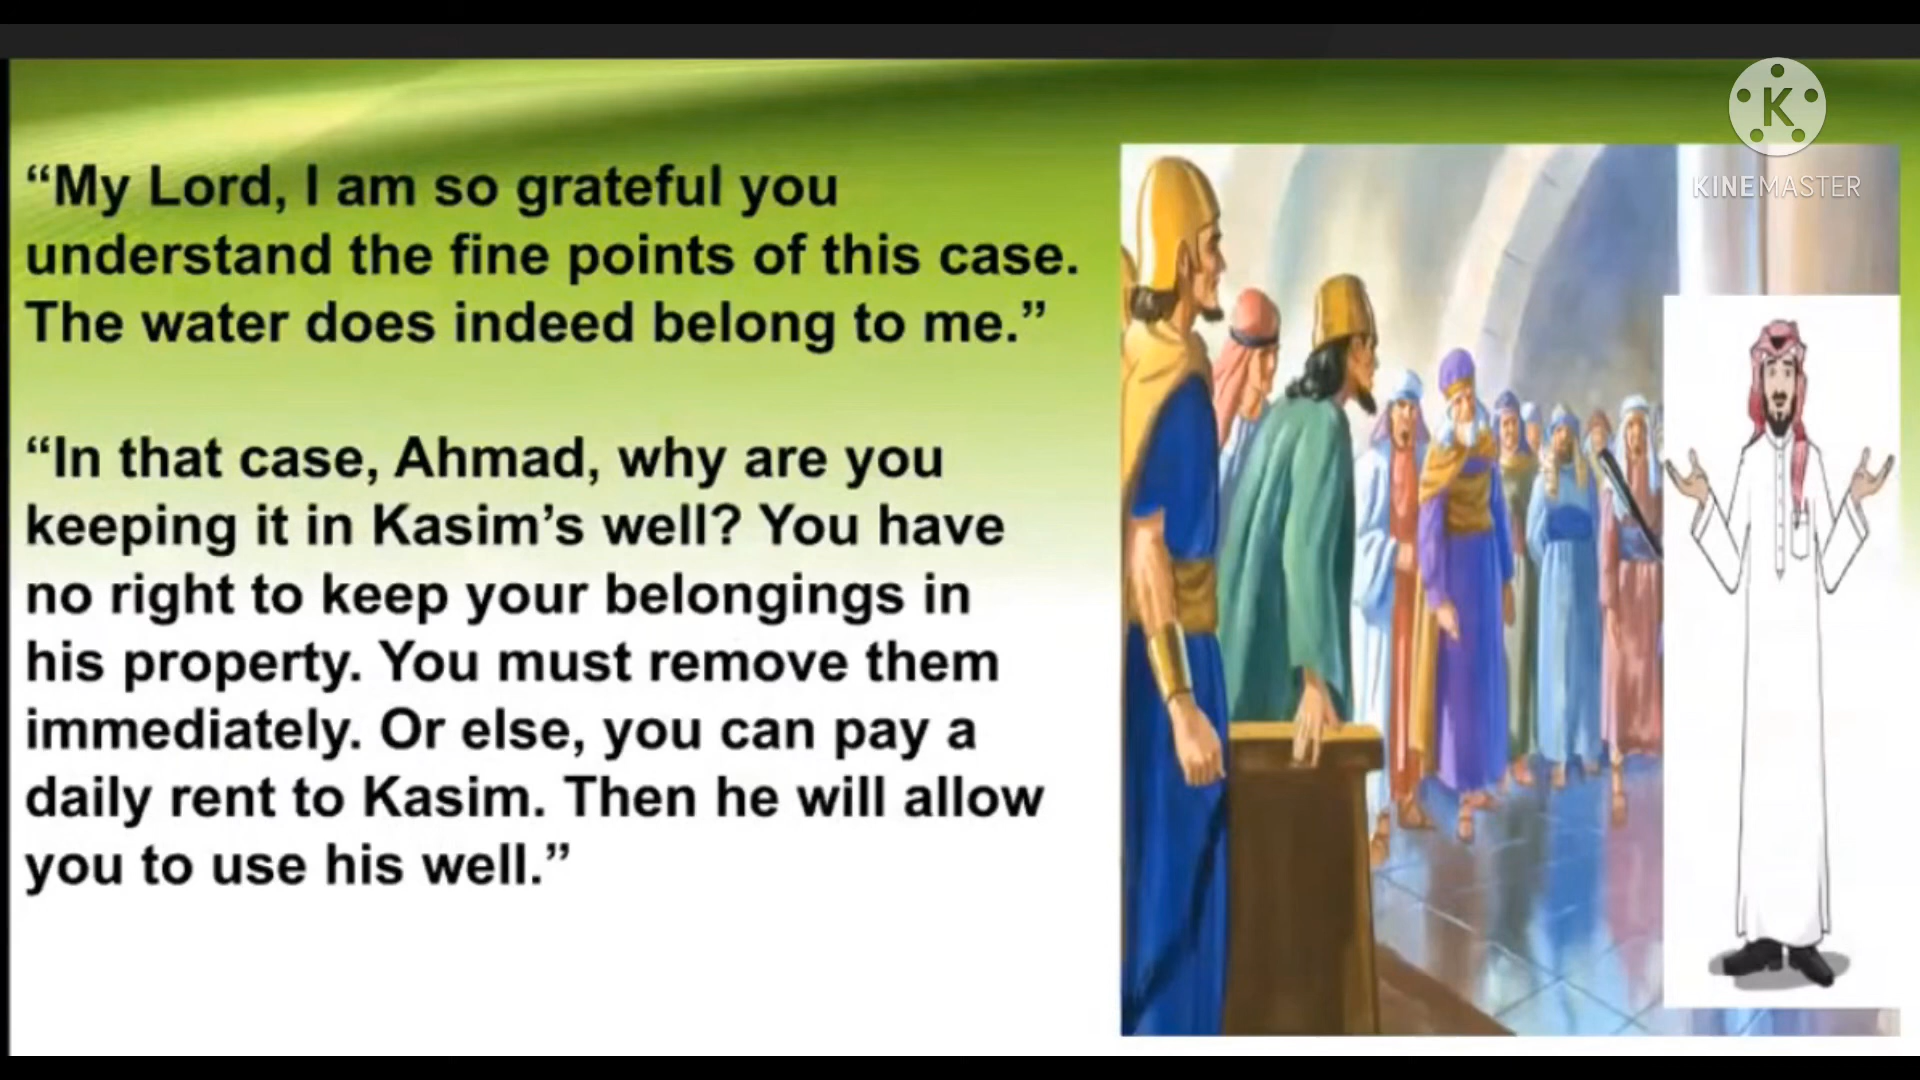 K
KINEMASTER
“My Lord, I am so grateful you
understand the fine points of this case.
The water does indeed belong to me.”
“In that case, Ahmad, why are you
keeping it in Kasim’s well? You have
no right to keep your belongings in
his property. You must remove them
immediately. Or else, you can pay a
daily rent to Kasim. Then he will allow
you to use his well.”